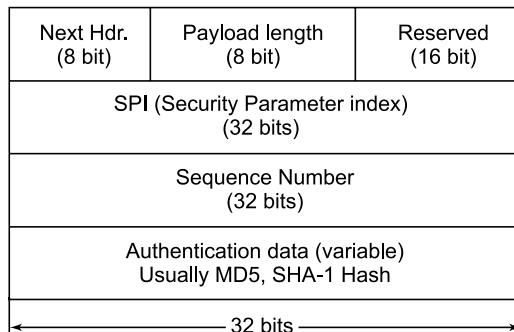 Next Hdr. Payload length Reserved
(8 bit) (8 bit) (16 bit)
SPI (Security Parameter index)
(32 bits)
Sequence Number
(32 bits)
Authentication data (variable)
Usually MD5, SHA-1 Hash
32 bits